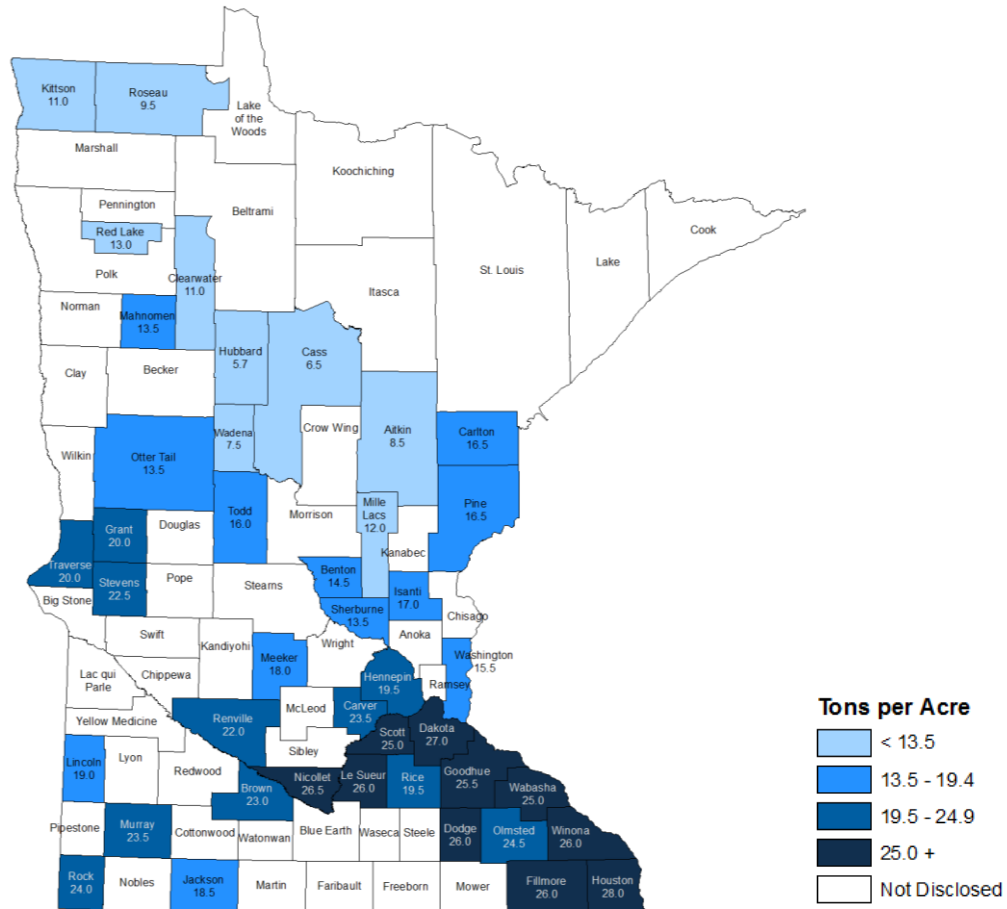 Kittson
11.0
Roseau
9.5
Lake
of the
Woods
Marshall
Koochiching
Pennington
Beltrami
Red Lake
13.0
Cook
St. Louis
Lake
Polk
Clearwater
11.0
Itasca
Norman
Mahnomen
13.5
Hubbard
5.7
Cass
6.5
Clay
Becker
Crow Wing
Aitkin
8.5
Wadena
7.5
Carlton
16.5
Wilkin
Otter Tail
13.5
Mille
Lacs
12.0
Pine
16.5
Todd
16.0
Morrison
Grant
20.0
Douglas
Kanabec
Traverse
20.0
Stevens
22.5
Pope
Stearns
Benton
14.5
Isanti
17.0
Big Stone
Sherburne
13.5
Chisago
Swift
Kandiyohi
Wright
Anoka
Meeker
18.0
Washington
15.5
Lac qui
Parle
Chippewa
Hennepin
19.5
Ramsey
Yellow Medicine
Renville
22.0
McLeod
Carver
23.5
Scott
25.0
Dakota
27.0
Lincoln
19.0
Lyon
Redwood
Sibley
Brown
23.0
Nicollet
26.5
Le Sueur
26.0
Rice
19.5
Goodhue
25.5
Wabasha
25.0
Pipestone
Murray
23.5
Cottonwood
Watonwan
Blue Earth
Waseca
Steele
Dodge
26.0
Olmsted
24.5
Winona
26.0
Rock
24.0
Nobles
Jackson
18.5
Martin
Faribault
Freeborn
Mower
Fillmore
26.0
Houston
28.0
Tons per Acre
< 13.5
13.5 - 19.4
19.5 - 24.9
25.0 +
Not Disclosed